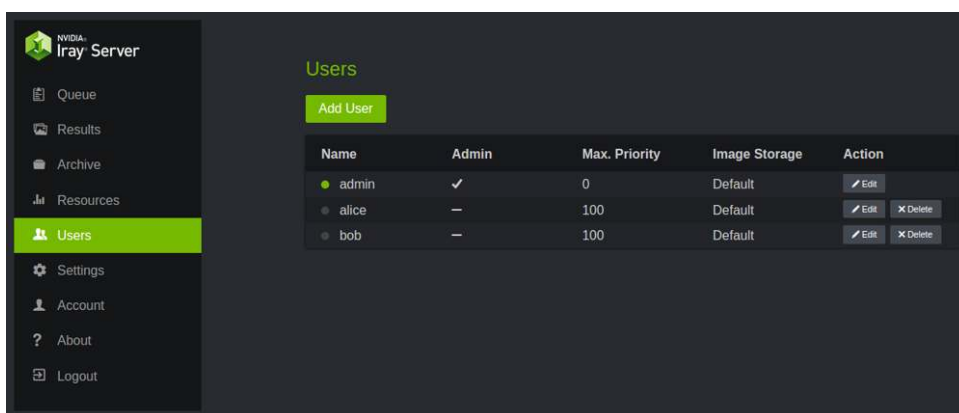 NVIDIA.
Iray Server
Queue
Results
Archive
Resources
Users
Settings
Account
? About
Logout
Users
Add User
Name Admin Max. Priority Image Storage Action
admin ✓ 0 Default Edit
alice – 100 Default Edit ×Delete
bob – 100 Default Edit ×Delete